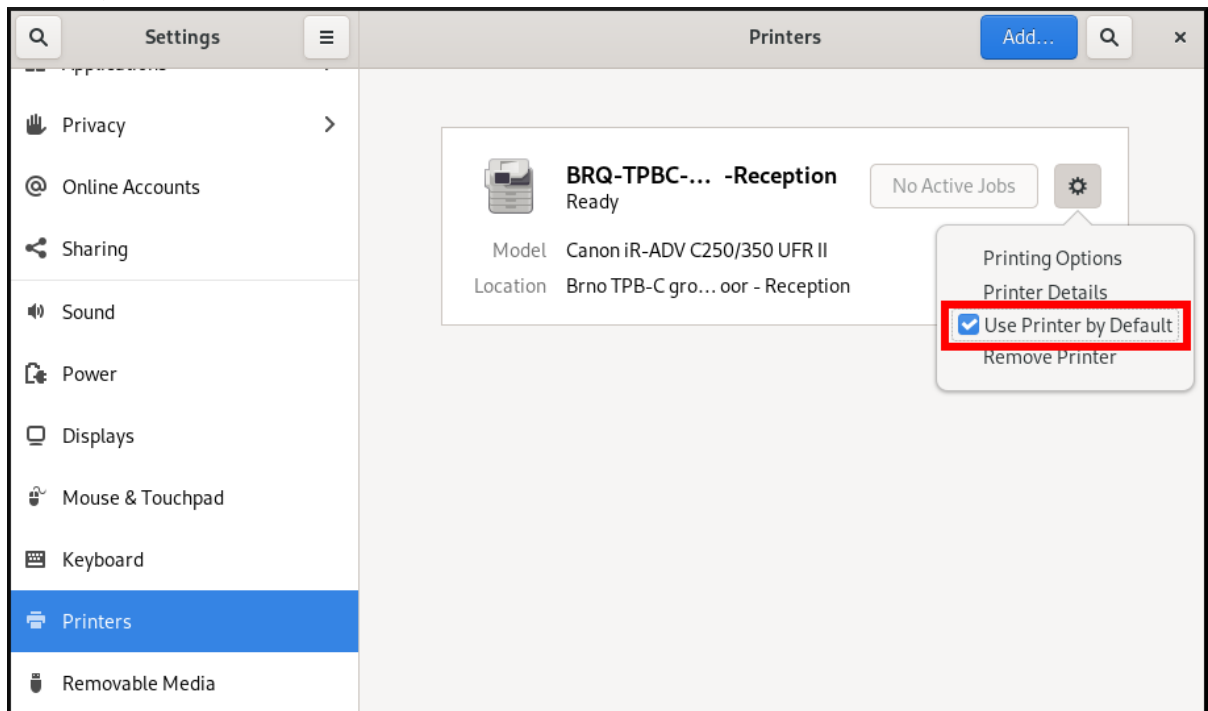 Settings
Printers
Add...
Applications
Privacy
Online Accounts
Sharing
Sound
Power
Displays
Mouse & Touchpad
Keyboard
Printers
Removable Media
BRQ-TPBC-... -Reception
Ready
No Active Jobs
Model Canon iR-ADV C250/350 UFR II
Location Brno TPB-C gro... oor - Reception
Printing Options
Printer Details
Use Printer by Default
Remove Printer